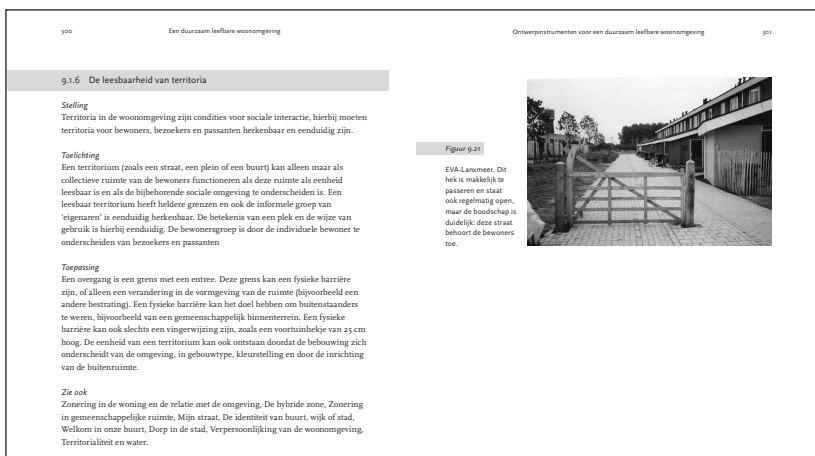 300
Een duurzaam leefbare woonomgeving
9.1.6 De leesbaarheid van territoria
Stelling
Territoria in de woonomgeving zijn condities voor sociale interactie, hierbij moeten
territoria voor bewoners, bezoekers en passanten herkenbaar en eenduidig zijn.
Toelichting
Een territorium (zoals een straat, een plein of een buurt) kan alleen maar als
collectieve ruimte van de bewoners functioneren als deze ruimte als eenheid
leesbaar is en als de bijbehorende sociale omgeving te onderscheiden is. Een
leesbaar territorium heeft heldere grenzen en ook de informele groep van
‘eigenaren’ is eenduidig herkenbaar. De betekenis van een plek en de wijze van
gebruik is hierbij eenduidig. De bewonersgroep is door de individuele bewoner te
onderscheiden van bezoekers en passanten
Toepassing
Een overgang is een grens met een entree. Deze grens kan een fysieke barrière
zijn, of alleen een verandering in de vormgeving van de ruimte (bijvoorbeeld een
andere bestrating). Een fysieke barrière kan het doel hebben om buitenstaanders
te weren, bijvoorbeeld van een gemeenschappelijk binnenterrein. Een fysieke
barrière kan ook slechts een vingerwijzing zijn, zoals een voortuinhekje van 25 cm
hoog. De eenheid van een territorium kan ook ontstaan doordat de bebouwing zich
onderscheidt van de omgeving, in gebouwtype, kleurstelling en door de inrichting
van de buitenruimte.
Zie ook
Zonering in de woning en de relatie met de omgeving, De hybride zone, Zonering
in gemeenschappelijke ruimte, Mijn straat, De identiteit van buurt, wijk of stad,
Welkom in onze buurt, Dorp in de stad, Verpersoonlijking van de woonomgeving,
Territorialiteit en water.
Ontwerpinstrumenten voor een duurzaam leefbare woonomgeving
301
Figuur 9.21
EVA-Lanxmeer. Dit
hek is makkelijk te
passeren en staat
ook regelmatig open,
maar de boodschap is
duidelijk: deze straat
behoort de bewoners
toe.